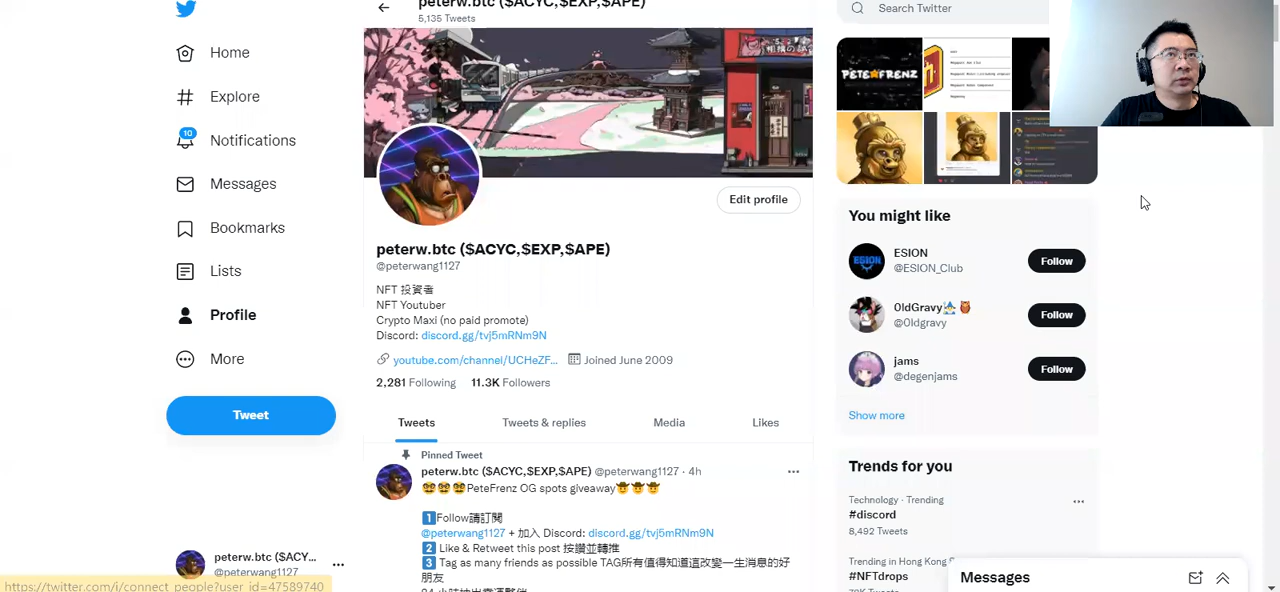 peterw.btc ($ACYC,$EXP,$APE)
5,135 Tweets
Search Twitter
Home
Explore
10
Notifications
Messages
Bookmarks
Lists
Profile
More
Tweet
Edit profile
peterw.btc ($ACYC,$EXP,$APE)
@peterwang1127
NFT 投資者
NFT Youtuber
Crypto Maxi (no paid promote)
Discord: discord.gg/tvj5mRNm9N
youtube.com/channel/UCHeZF... Joined June 2009
2,281 Following 11.3K Followers
Tweets Tweets & replies Media Likes
Pinned Tweet
peterw.btc ($ACYC,$EXP,$APE) @peterwang1127 · 4h
PeteFrenz OG spots giveaway
1 Follow請訂閱
@peterwang1127 + 加入 Discord: discord.gg/tvj5mRNm9N
2 Like & Retweet this post 按讚並轉推
3 Tag as many friends as possible TAG所有值得知道這改變一生消息的好
朋友
PETE FRENZ
You might like
ESION
@ESION_Club
Follow
ESION
0ldGravy
@0ldgravy
Follow
jams
@degenjams
Follow
Show more
Trends for you
Technology · Trending
#discord
8,492 Tweets
Trending in Hong Kong
#NFTdrops
Messages
peterw.btc ($ACY...
@peterwang1127
https://twitter.com/i/connect_people?user_id=47589740